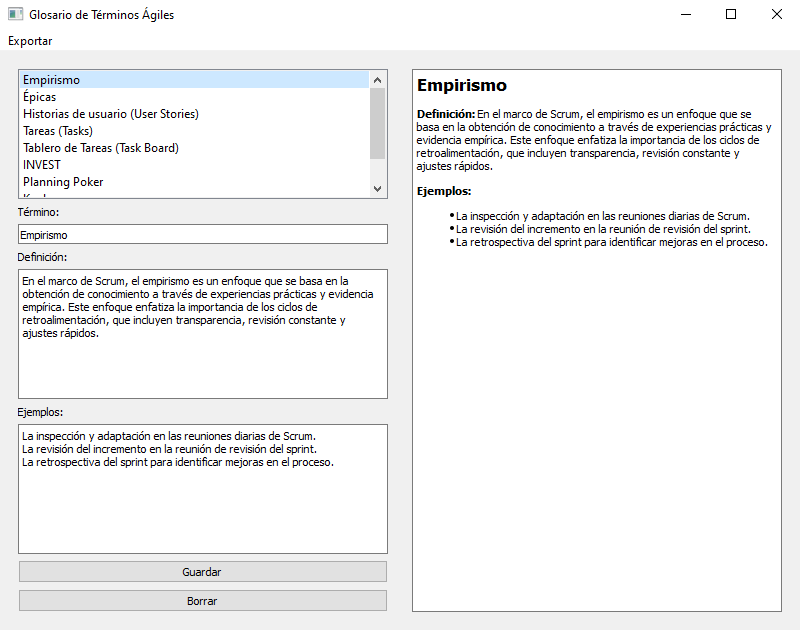 Glosario de Términos Ágiles
Exportar
Empirismo
Épicas
Historias de usuario (User Stories)
Tareas (Tasks)
Tablero de Tareas (Task Board)
INVEST
Planning Poker
Término:
Empirismo
Definición:
En el marco de Scrum, el empirismo es un enfoque que se basa en la
obtención de conocimiento a través de experiencias prácticas y evidencia
empírica. Este enfoque enfatiza la importancia de los ciclos de
retroalimentación, que incluyen transparencia, revisión constante y
ajustes rápidos.
Ejemplos:
La inspección y adaptación en las reuniones diarias de Scrum.
La revisión del incremento en la reunión de revisión del sprint.
La retrospectiva del sprint para identificar mejoras en el proceso.
Guardar
Borrar
Empirismo
Definición: En el marco de Scrum, el empirismo es un enfoque que se
basa en la obtención de conocimiento a través de experiencias prácticas y
evidencia empírica. Este enfoque enfatiza la importancia de los ciclos de
retroalimentación, que incluyen transparencia, revisión constante y
ajustes rápidos.
Ejemplos:
•La inspección y adaptación en las reuniones diarias de Scrum.
•La revisión del incremento en la reunión de revisión del sprint.
•La retrospectiva del sprint para identificar mejoras en el proceso.